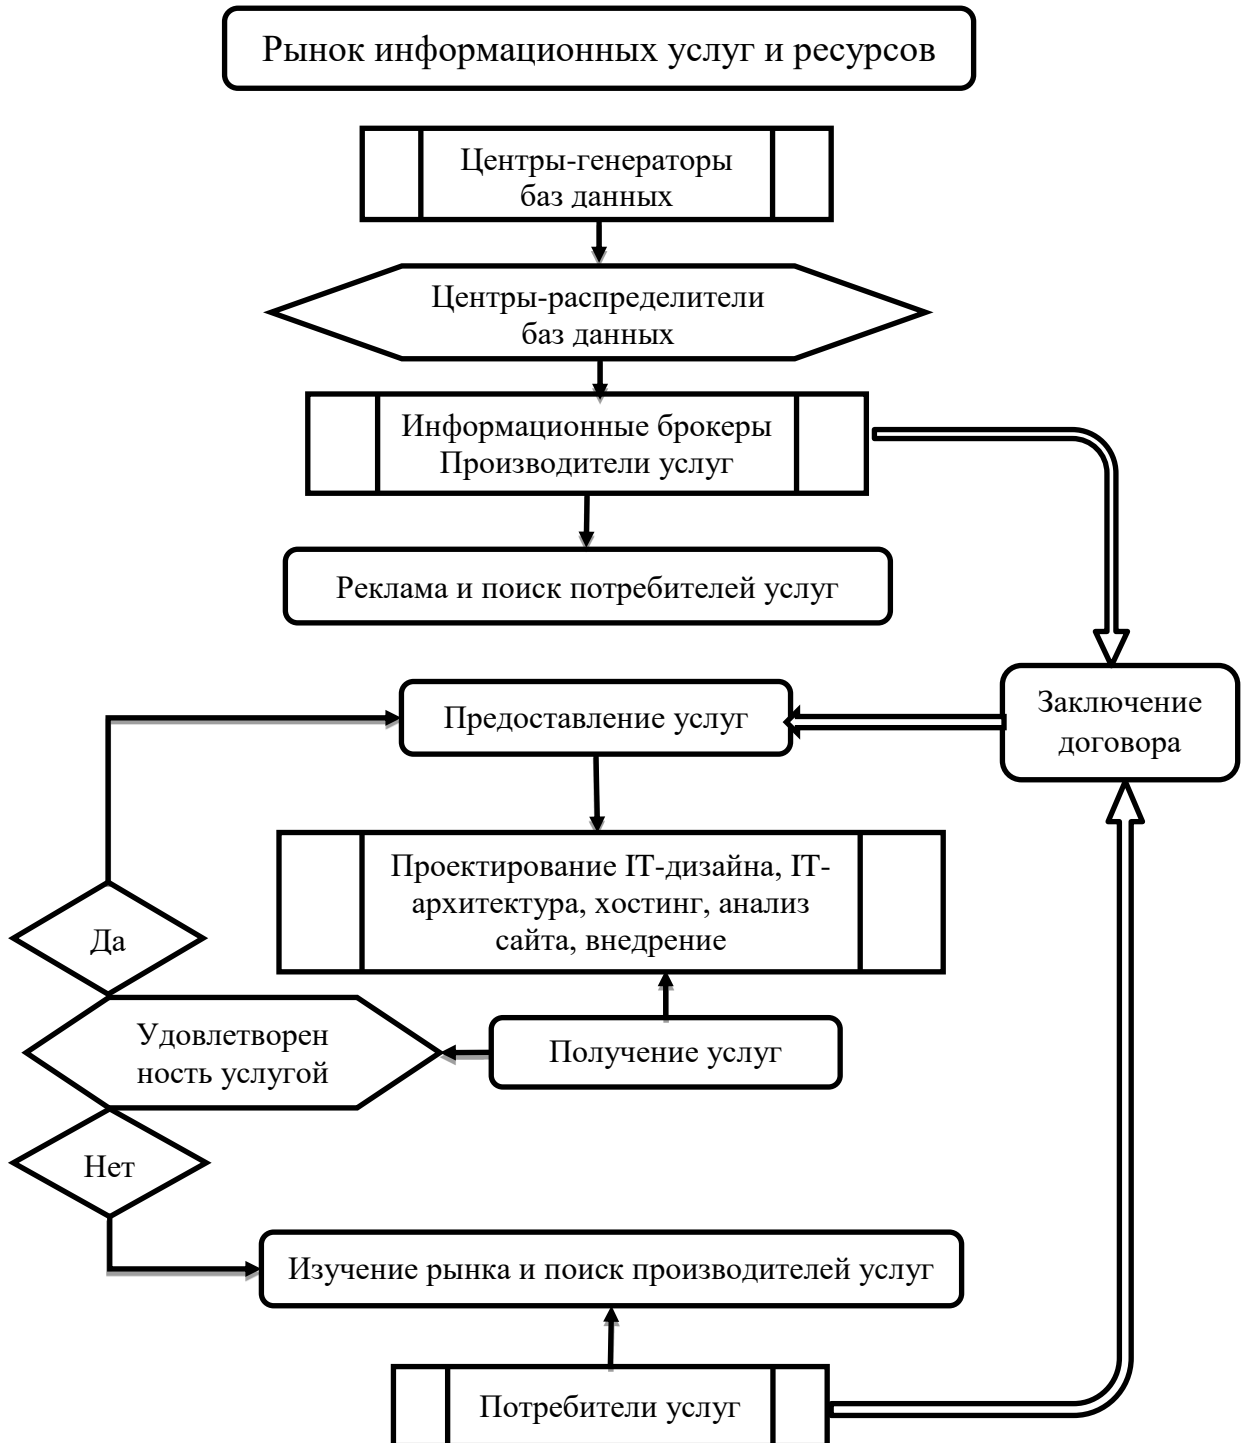 Рынок информационных услуг и ресурсов
Центры-генераторы
баз данных
Центры-распределители
баз данных
Информационные брокеры
Производители услуг
Реклама и поиск потребителей услуг
Предоставление услуг
Заключение
договора
Проектирование IT-дизайна, IT-
архитектура, хостинг, анализ
сайта, внедрение
Да
Удовлетворен
ность услугой
Получение услуг
Нет
Изучение рынка и поиск производителей услуг
Потребители услуг